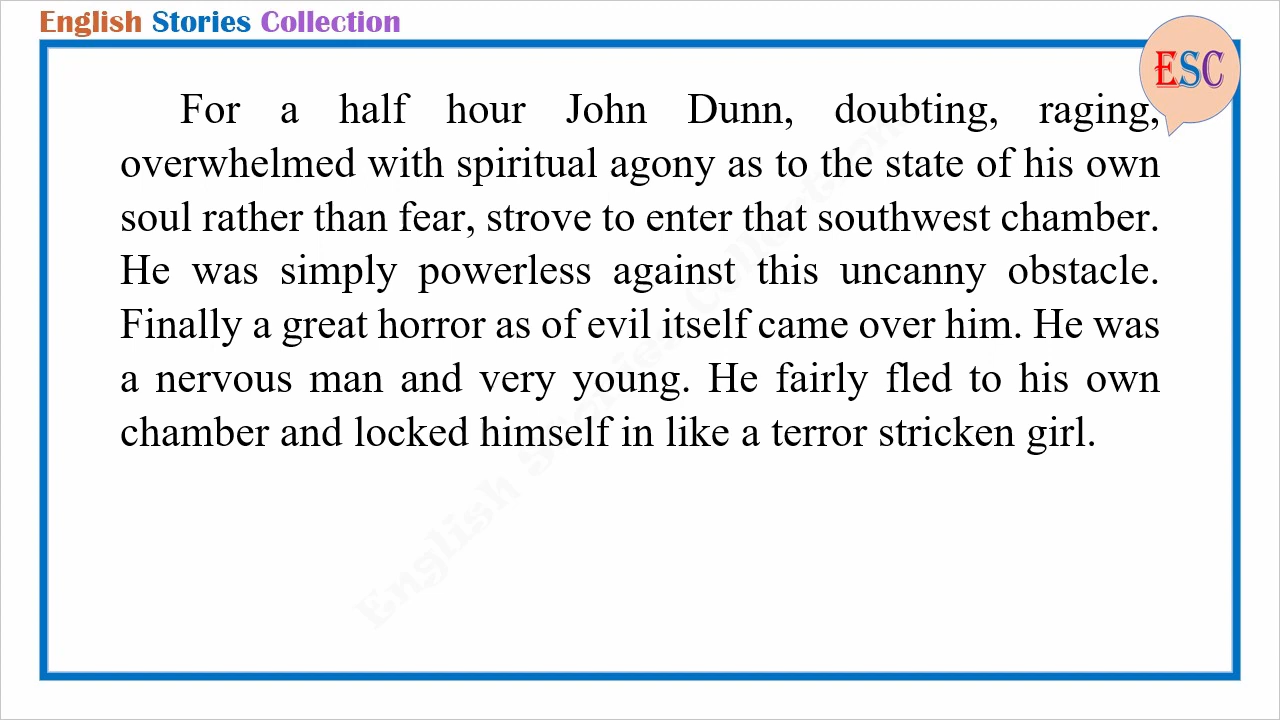 English Stories Collection
ESC
For a half hour John Dunn, doubting, raging,
overwhelmed with spiritual agony as to the state of his own
soul rather than fear, strove to enter that southwest chamber.
He was simply powerless against this uncanny obstacle.
Finally a great horror as of evil itself came over him. He was
a nervous man and very young. He fairly fled to his own
chamber and locked himself in like a terror stricken girl.
English Stories Collection